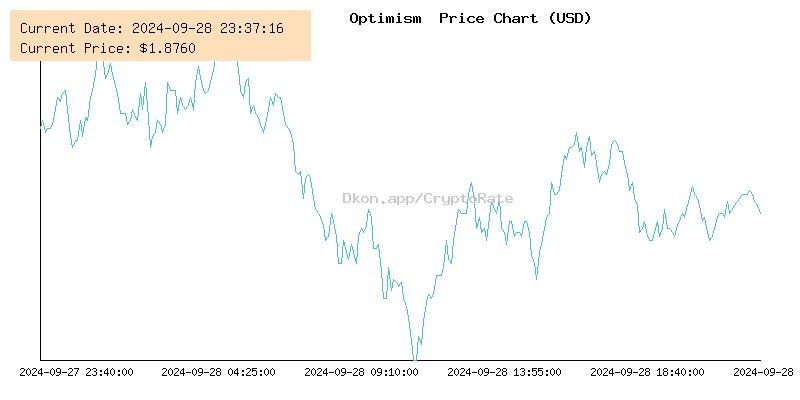 Optimism  Price Chart (USD)
Current Date: 2024-09-28 23:37:16
Current Price: $1.8760
Dkon.app/CryptoRate
2024-09-27 23:40:00 2024-09-28 04:25:00 2024-09-28 09:10:00 2024-09-28 13:55:00 2024-09-28 18:40:00 2024-09-28